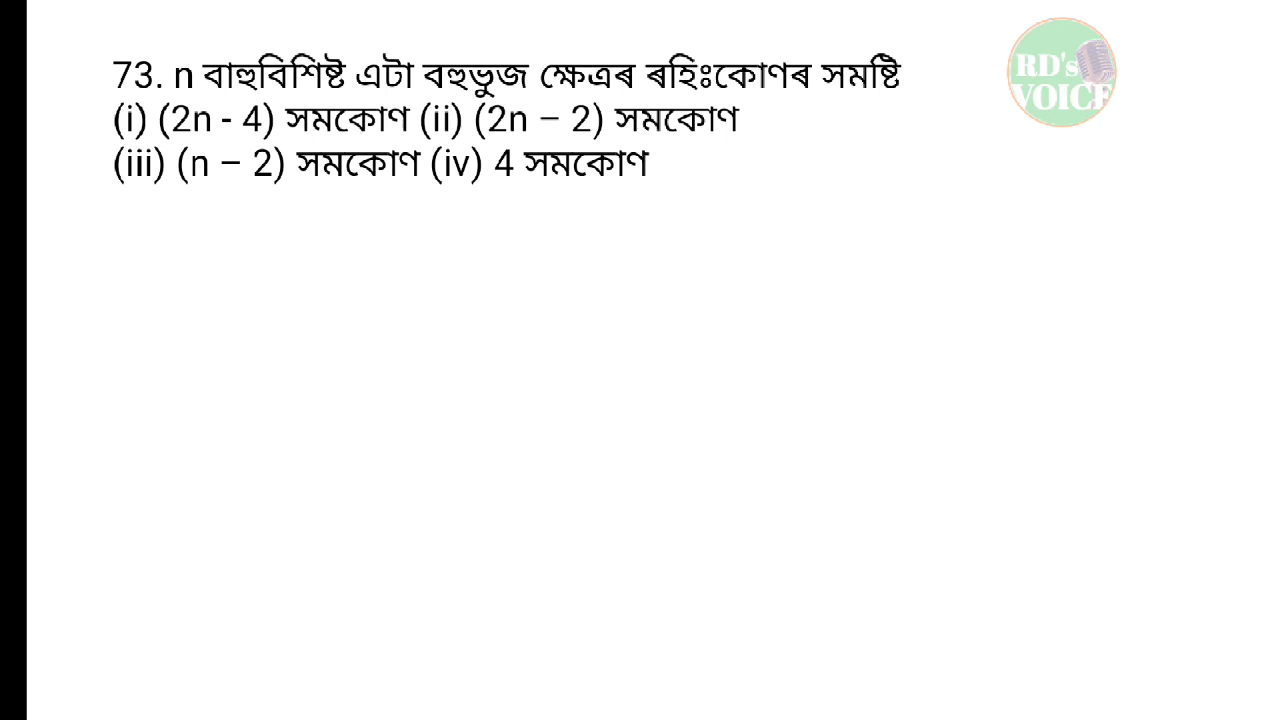 73. n বাহুবিশিষ্ট এটা বহুভুজ ক্ষেত্ৰৰ ৰহিঃকোণৰ সমষ্টি
(i) (2n - 4) সমকোণ (ii) (2n – 2) সমকোণ
(iii) (n – 2) সমকোণ (iv) 4 সমকোণ
RD's
VOICE